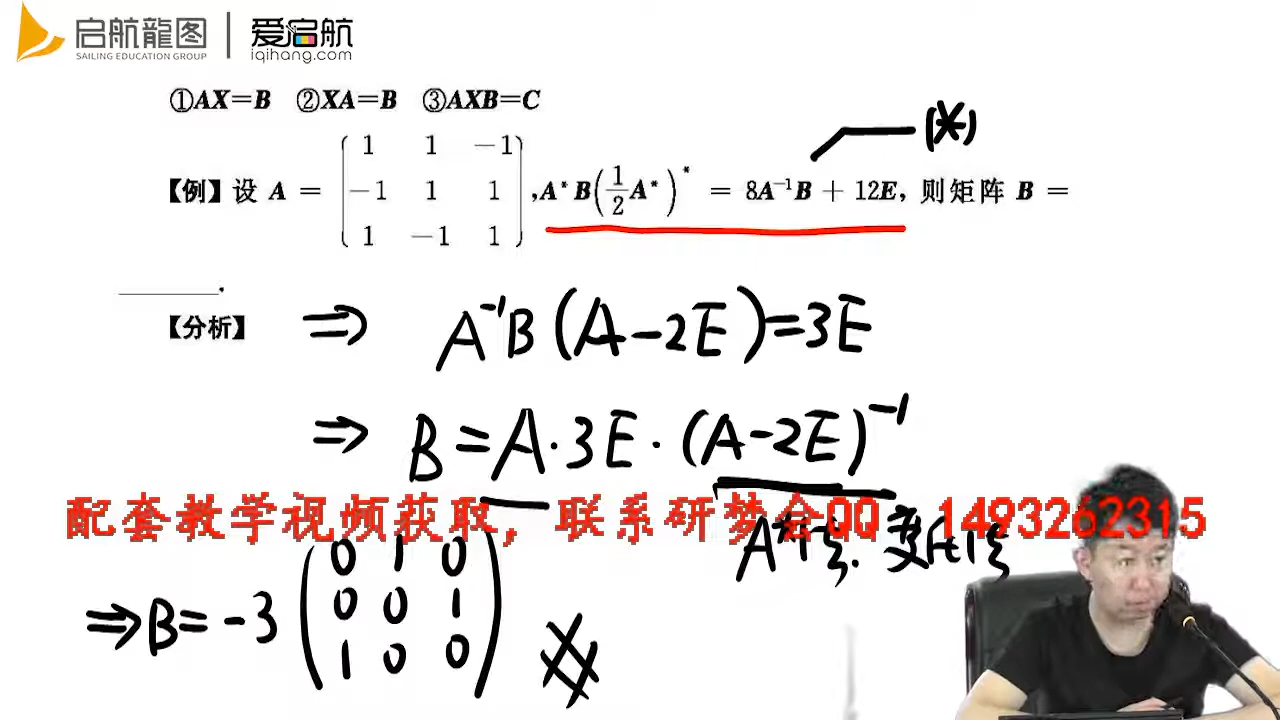 启航龍图 | 爱启航
SAILING EDUCATION GROUP iqihang.com
①AX=B ②XA=B ③AXB=C
(*)
1 1 -1
【例】设 A = -1 1 1 , A*B(1/2 A*)* = 8A⁻¹B + 12E, 则矩阵 B =
1 -1 1
______.
【分析】 ⇒ A⁻¹B(A-2E)=3E
⇒ B=A·3E·(A-2E)⁻¹
配套教学视频获取，联系研梦会QQ：1493262315
0 1 0
⇒B=-3 0 0 1
1 0 0